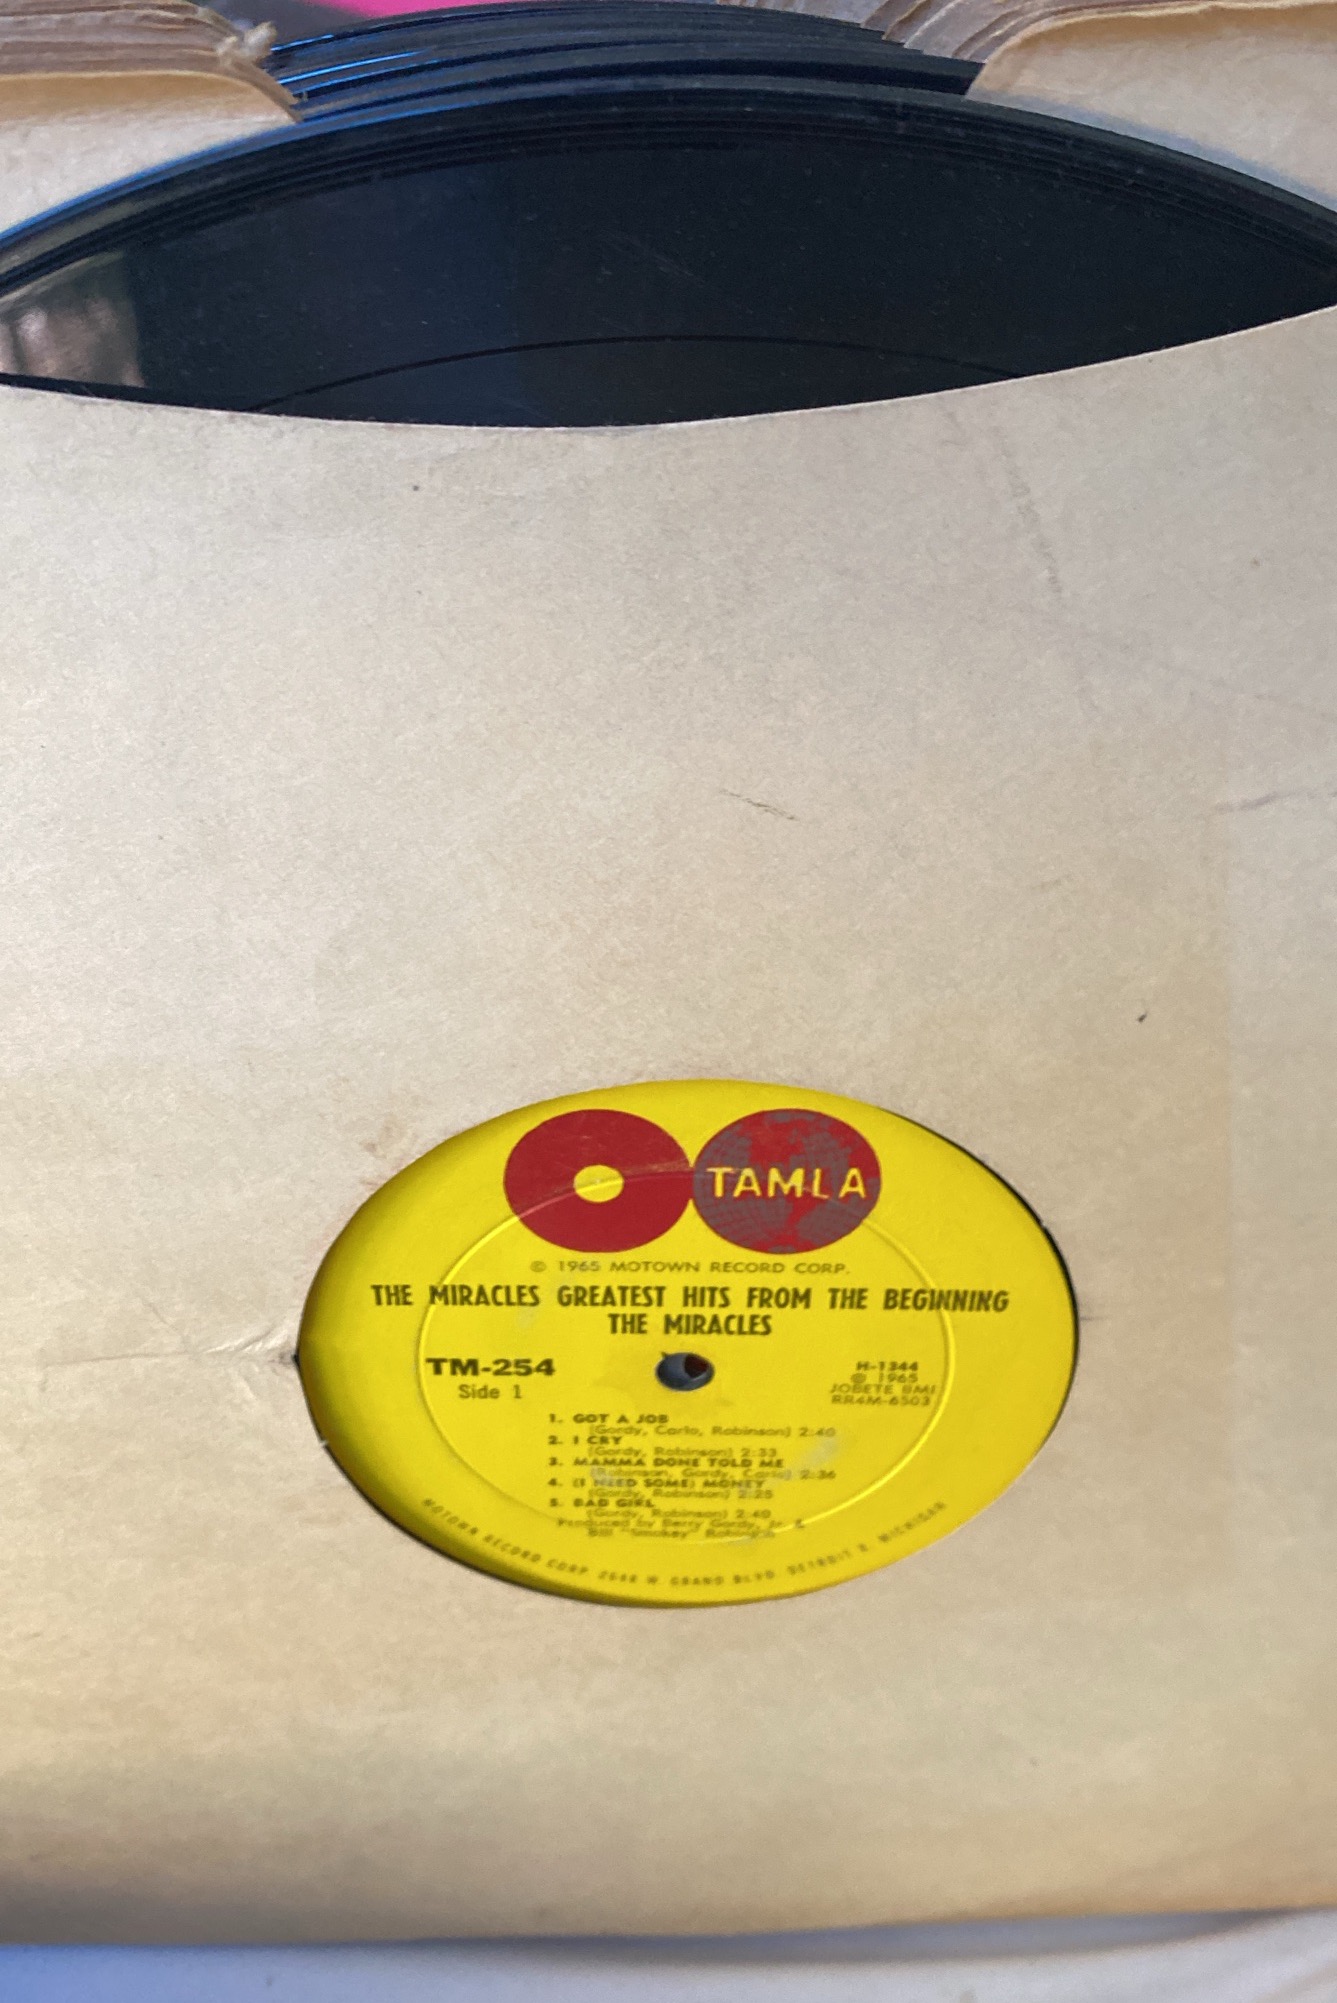 TAMLA
© 1965 MOTOWN RECORD CORP.
THE MIRACLES GREATEST HITS FROM THE BEGINNING
THE MIRACLES
TM-254
Side 1
H-1344
© 1965
JOBETE BMI
RR4M-6503
1. GOT A JOB
(Gordy, Carlo, Robinson) 2:40
2. I CRY
(Gordy, Robinson) 2:33
3. MAMMA DONE TOLD ME
(Robinson, Gordy, Carlo) 2:36
4. (I NEED SOME) MONEY
(Gordy, Robinson) 2:25
5. BAD GIRL
(Gordy, Robinson) 2:40
Produced by Berry Gordy, Jr. &
Bill "Smokey" Robinson
MOTOWN RECORD CORP. 2648 W. GRAND BLVD. DETROIT 8, MICHIGAN